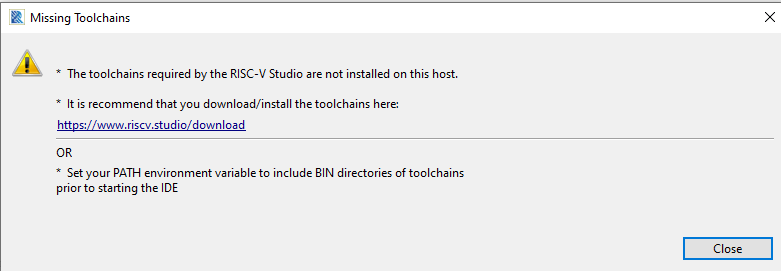 Missing Toolchains
* The toolchains required by the RISC-V Studio are not installed on this host.
* It is recommend that you download/install the toolchains here:
https://www.riscv.studio/download
OR
* Set your PATH environment variable to include BIN directories of toolchains
prior to starting the IDE
Close